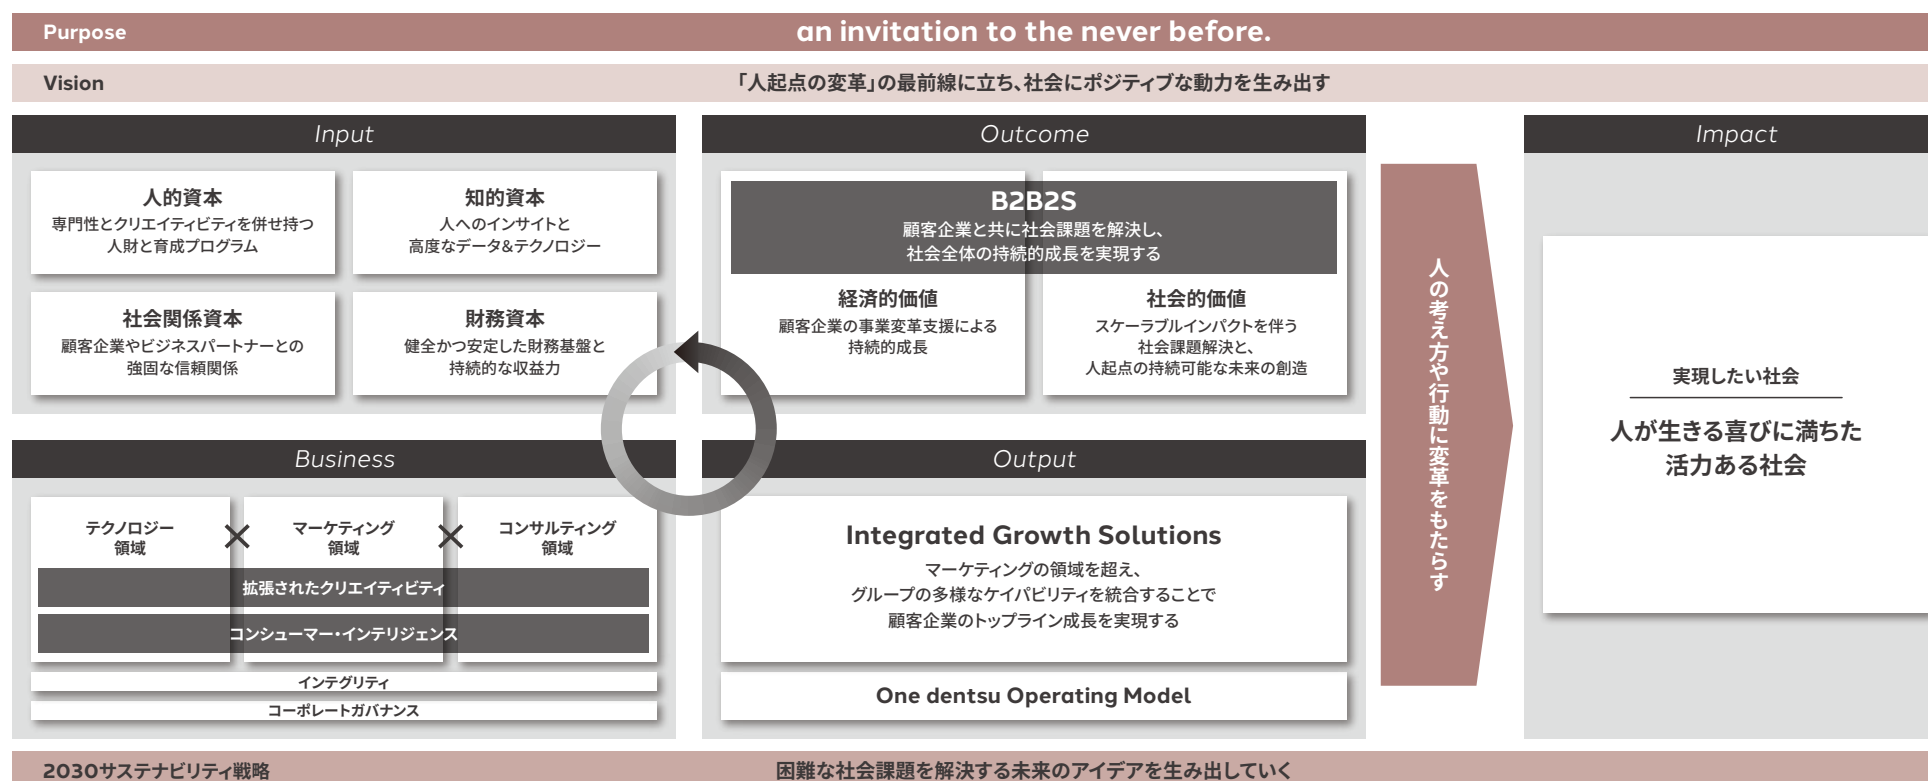 Purpose
an invitation to the never before.
Vision
「人起点の変革」の最前線に立ち、社会にポジティブな動力を生み出す
Input
人的資本
専門性とクリエイティビティを併せ持つ
人財と育成プログラム
知的資本
人へのインサイトと
高度なデータ&テクノロジー
社会関係資本
顧客企業やビジネスパートナーとの
強固な信頼関係
財務資本
健全かつ安定した財務基盤と
持続的な収益力
Business
テクノロジー
領域
×
マーケティング
領域
×
コンサルティング
領域
拡張されたクリエイティビティ
コンシューマー・インテリジェンス
インテグリティ
コーポレートガバナンス
Outcome
B2B2S
顧客企業と共に社会課題を解決し、
社会全体の持続的成長を実現する
経済的価値
顧客企業の事業変革支援による
持続的成長
社会的価値
スケーラブルインパクトを伴う
社会課題解決と、
人起点の持続可能な未来の創造
Output
Integrated Growth Solutions
マーケティングの領域を超え、
グループの多様なケイパビリティを統合することで
顧客企業のトップライン成長を実現する
One dentsu Operating Model
人の考え方や行動に変革をもたらす
Impact
実現したい社会
人が生きる喜びに満ちた
活力ある社会
2030サステナビリティ戦略
困難な社会課題を解決する未来のアイデアを生み出していく